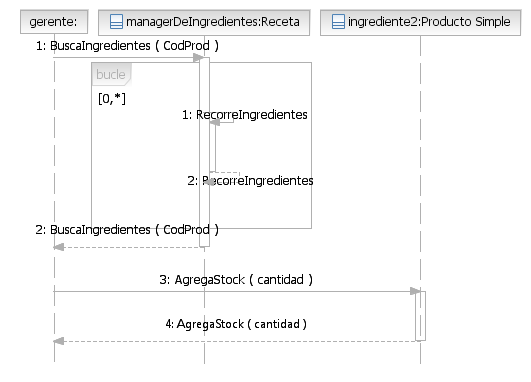 gerente:
managerDeIngredientes:Receta
ingrediente2:Producto Simple
1: BuscaIngredientes ( CodProd )
bucle
[0,*]
1: RecorreIngredientes
2: RecorreIngredientes
2: BuscaIngredientes ( CodProd )
3: AgregaStock ( cantidad )
4: AgregaStock ( cantidad )